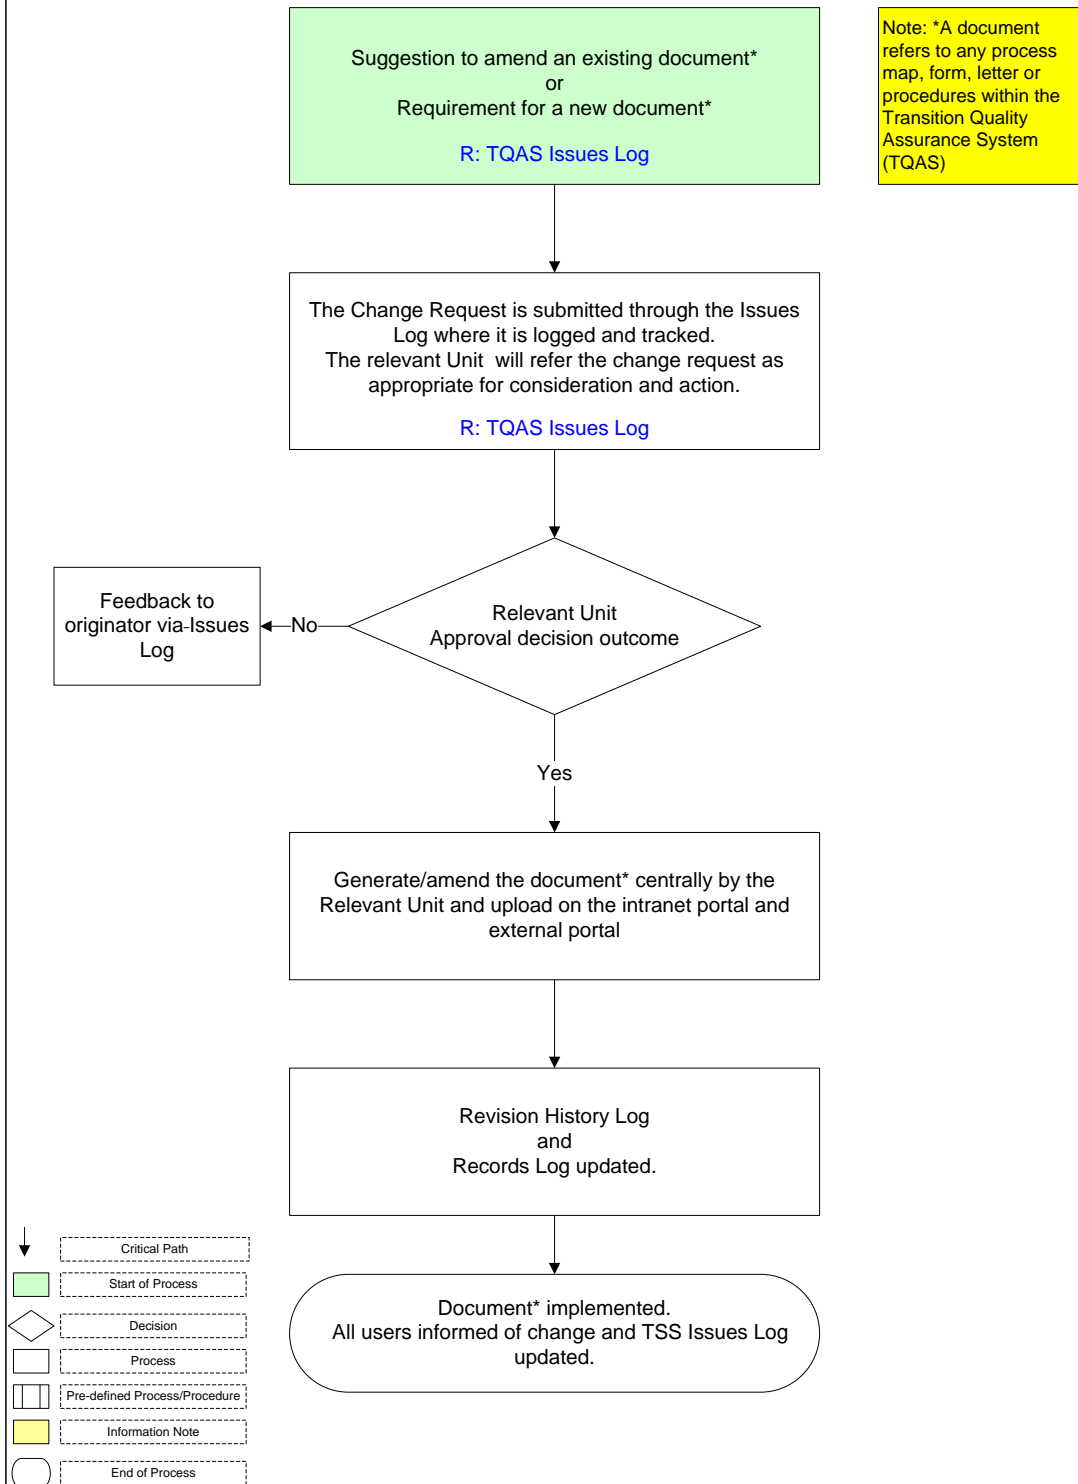 Suggestion to amend an existing document*
or
Requirement for a new document*
R: TQAS Issues Log
Note: *A document
refers to any process
map, form, letter or
procedures within the
Transition Quality
Assurance System
(TQAS)
The Change Request is submitted through the Issues
Log where it is logged and tracked.
The relevant Unit will refer the change request as
appropriate for consideration and action.
R: TQAS Issues Log
Relevant Unit
Approval decision outcome
No
Feedback to
originator via-Issues
Log
Yes
Generate/amend the document* centrally by the
Relevant Unit and upload on the intranet portal and
external portal
Revision History Log
and
Records Log updated.
Document* implemented.
All users informed of change and TSS Issues Log
updated.
Critical Path
Start of Process
Decision
Process
Pre-defined Process/Procedure
Information Note
End of Process